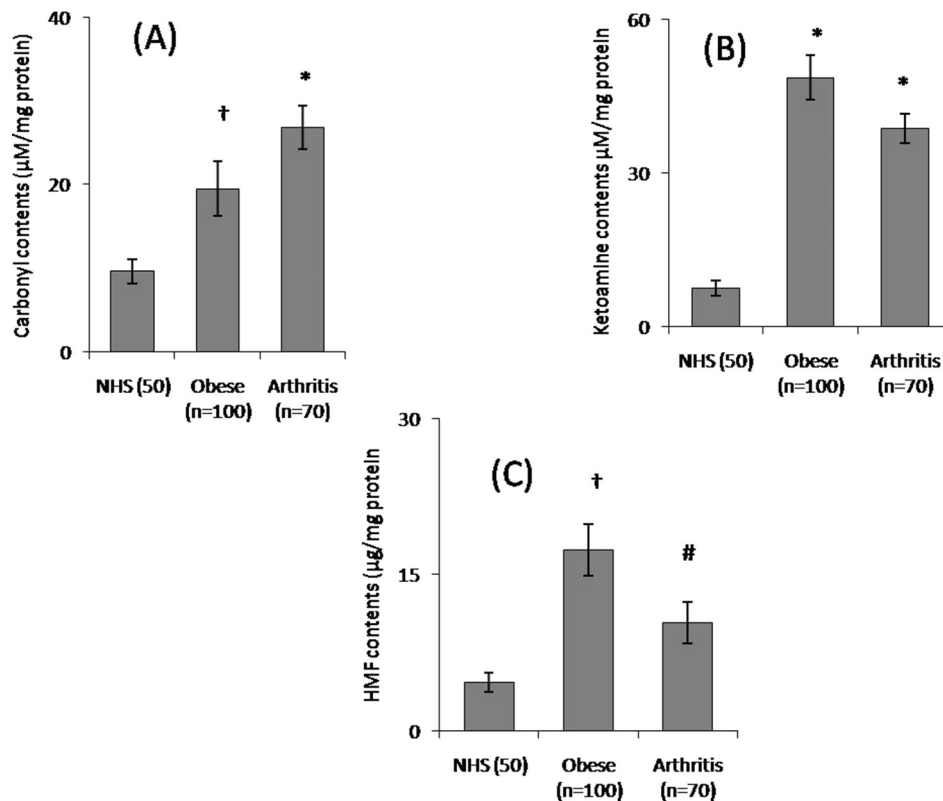 (A)
Carbonyl contents (µM/mg protein)
40
20
0
†
*
NHS (50) Obese Arthritis
(n=100) (n=70)
(B)
Ketoamine contents µM/mg protein
60
30
0
*
*
NHS (50) Obese Arthritis
(n=100) (n=70)
(C)
HMF contents (µg/mg protein
30
15
0
†
#
NHS (50) Obese Arthritis
(n=100) (n=70)